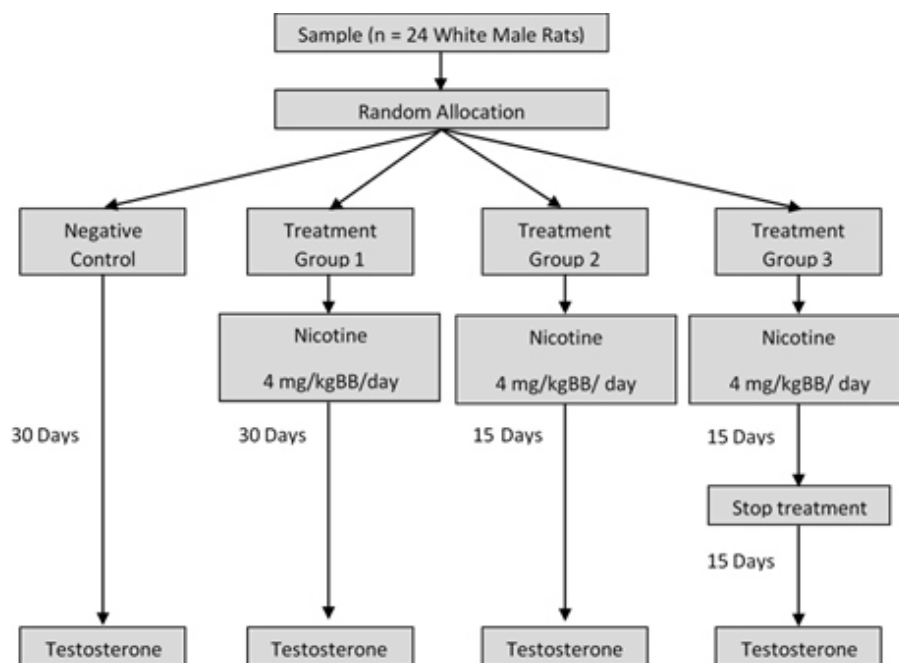 Sample (n = 24 White Male Rats)
Random Allocation
Negative
Control
Treatment
Group 1
Treatment
Group 2
Treatment
Group 3
Nicotine
4 mg/kgBB/day
Nicotine
4 mg/kgBB/ day
Nicotine
4 mg/kgBB/ day
30 Days
30 Days
15 Days
15 Days
Stop treatment
15 Days
Testosterone
Testosterone
Testosterone
Testosterone